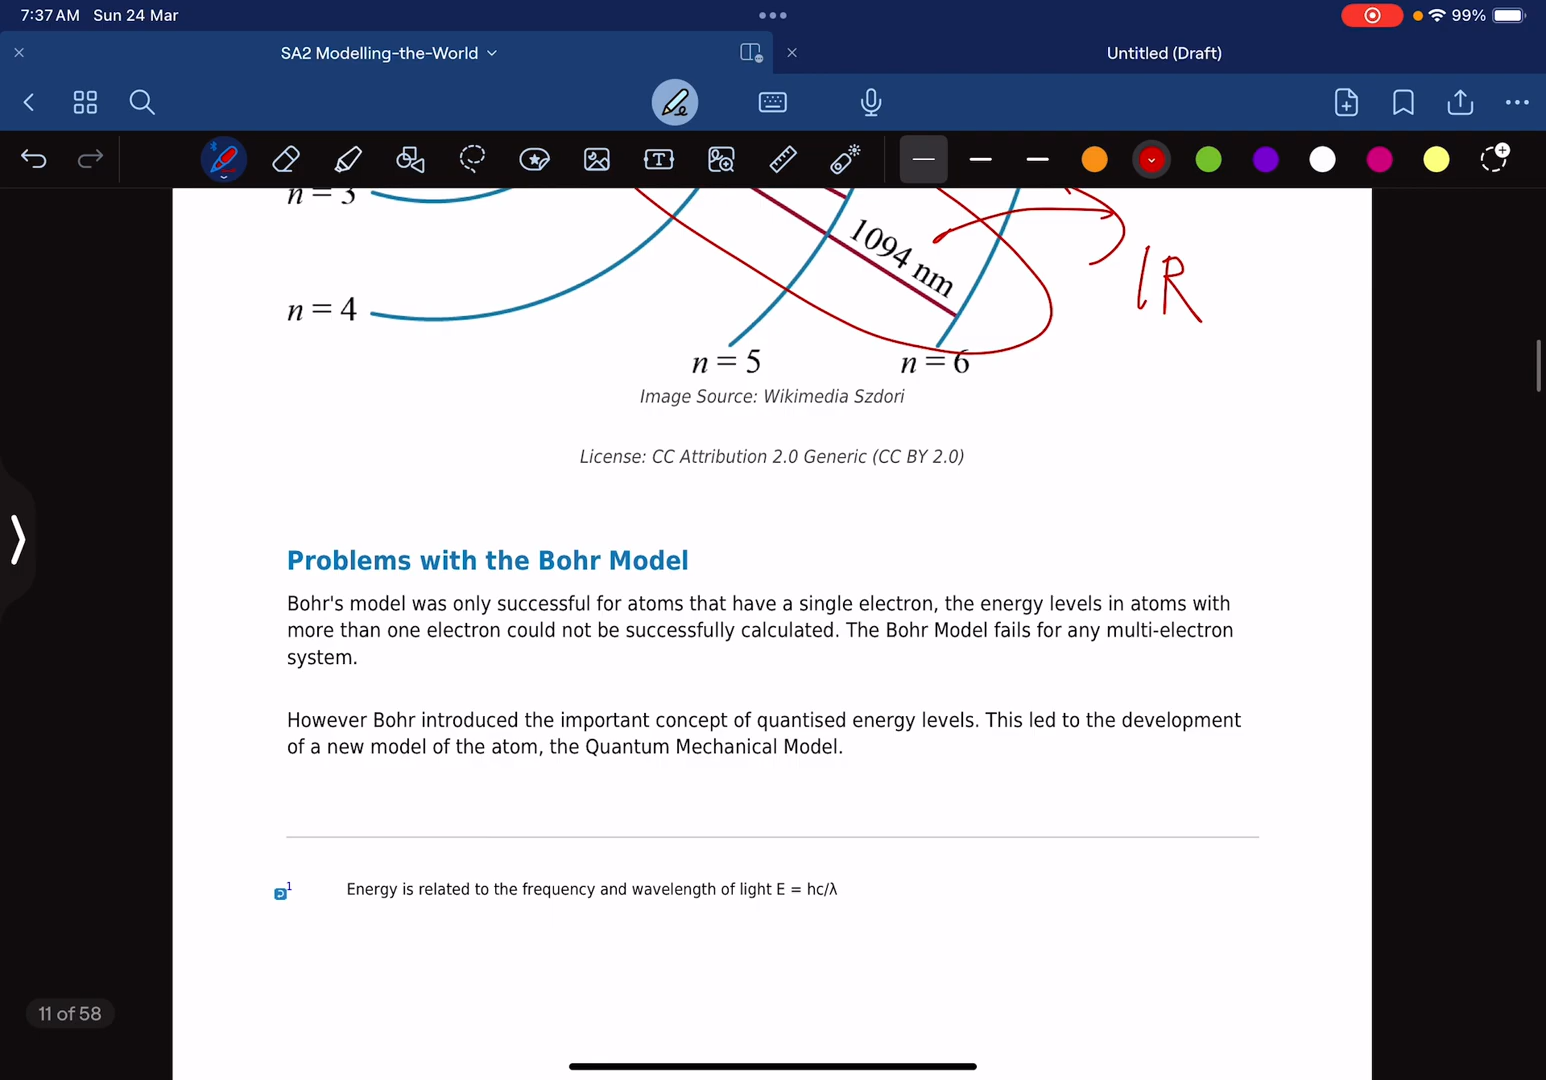 7:37 AM Sun 24 Mar
99%
SA2 Modelling-the-World
Untitled (Draft)
n = 3
1094 nm
IR
n = 4
n = 5
n = 6
Image Source: Wikimedia Szdori
License: CC Attribution 2.0 Generic (CC BY 2.0)
Problems with the Bohr Model
Bohr's model was only successful for atoms that have a single electron, the energy levels in atoms with
more than one electron could not be successfully calculated. The Bohr Model fails for any multi-electron
system.
However Bohr introduced the important concept of quantised energy levels. This led to the development
of a new model of the atom, the Quantum Mechanical Model.
1 Energy is related to the frequency and wavelength of light E = hc/λ
11 of 58